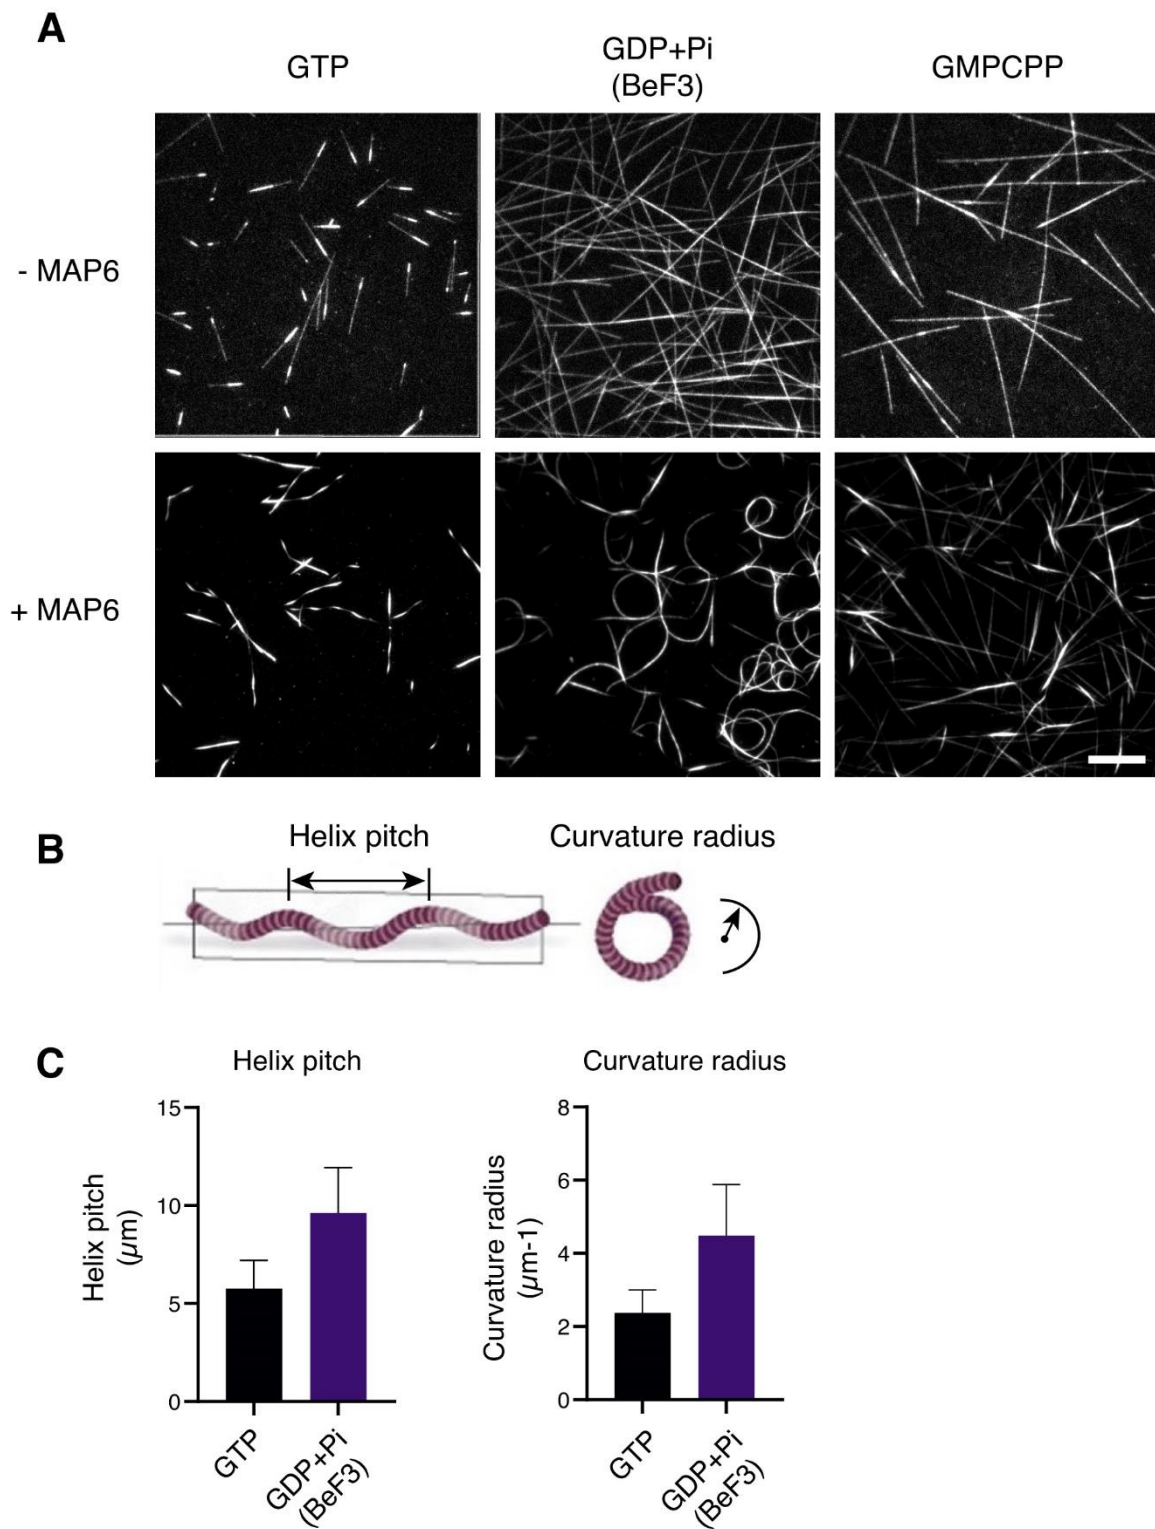 A
GTP
GDP+Pi
(BeF3)
GMPCPP
- MAP6
+ MAP6
B
Helix pitch
Curvature radius
C
Helix pitch
Curvature radius
Helix pitch
(µm)
15
10
5
0
GTP
GDP+Pi
(BeF3)
Curvature radius
(µm-1)
8
6
4
2
0
GTP
GDP+Pi
(BeF3)